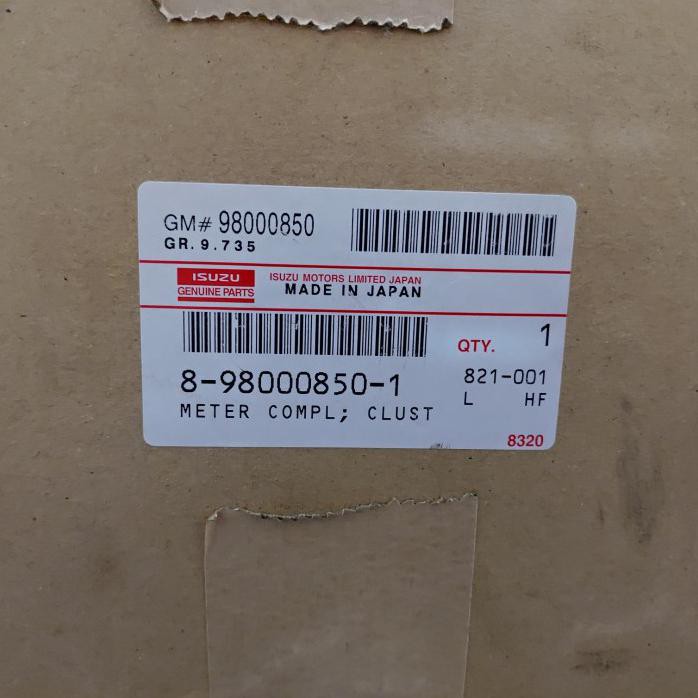 GM# 98000850
GR. 9.735
ISUZU
GENUINE PARTS
ISUZU MOTORS LIMITED JAPAN
MADE IN JAPAN
QTY. 1
8-98000850-1
821-001
METER COMPL; CLUST
L HF
8320